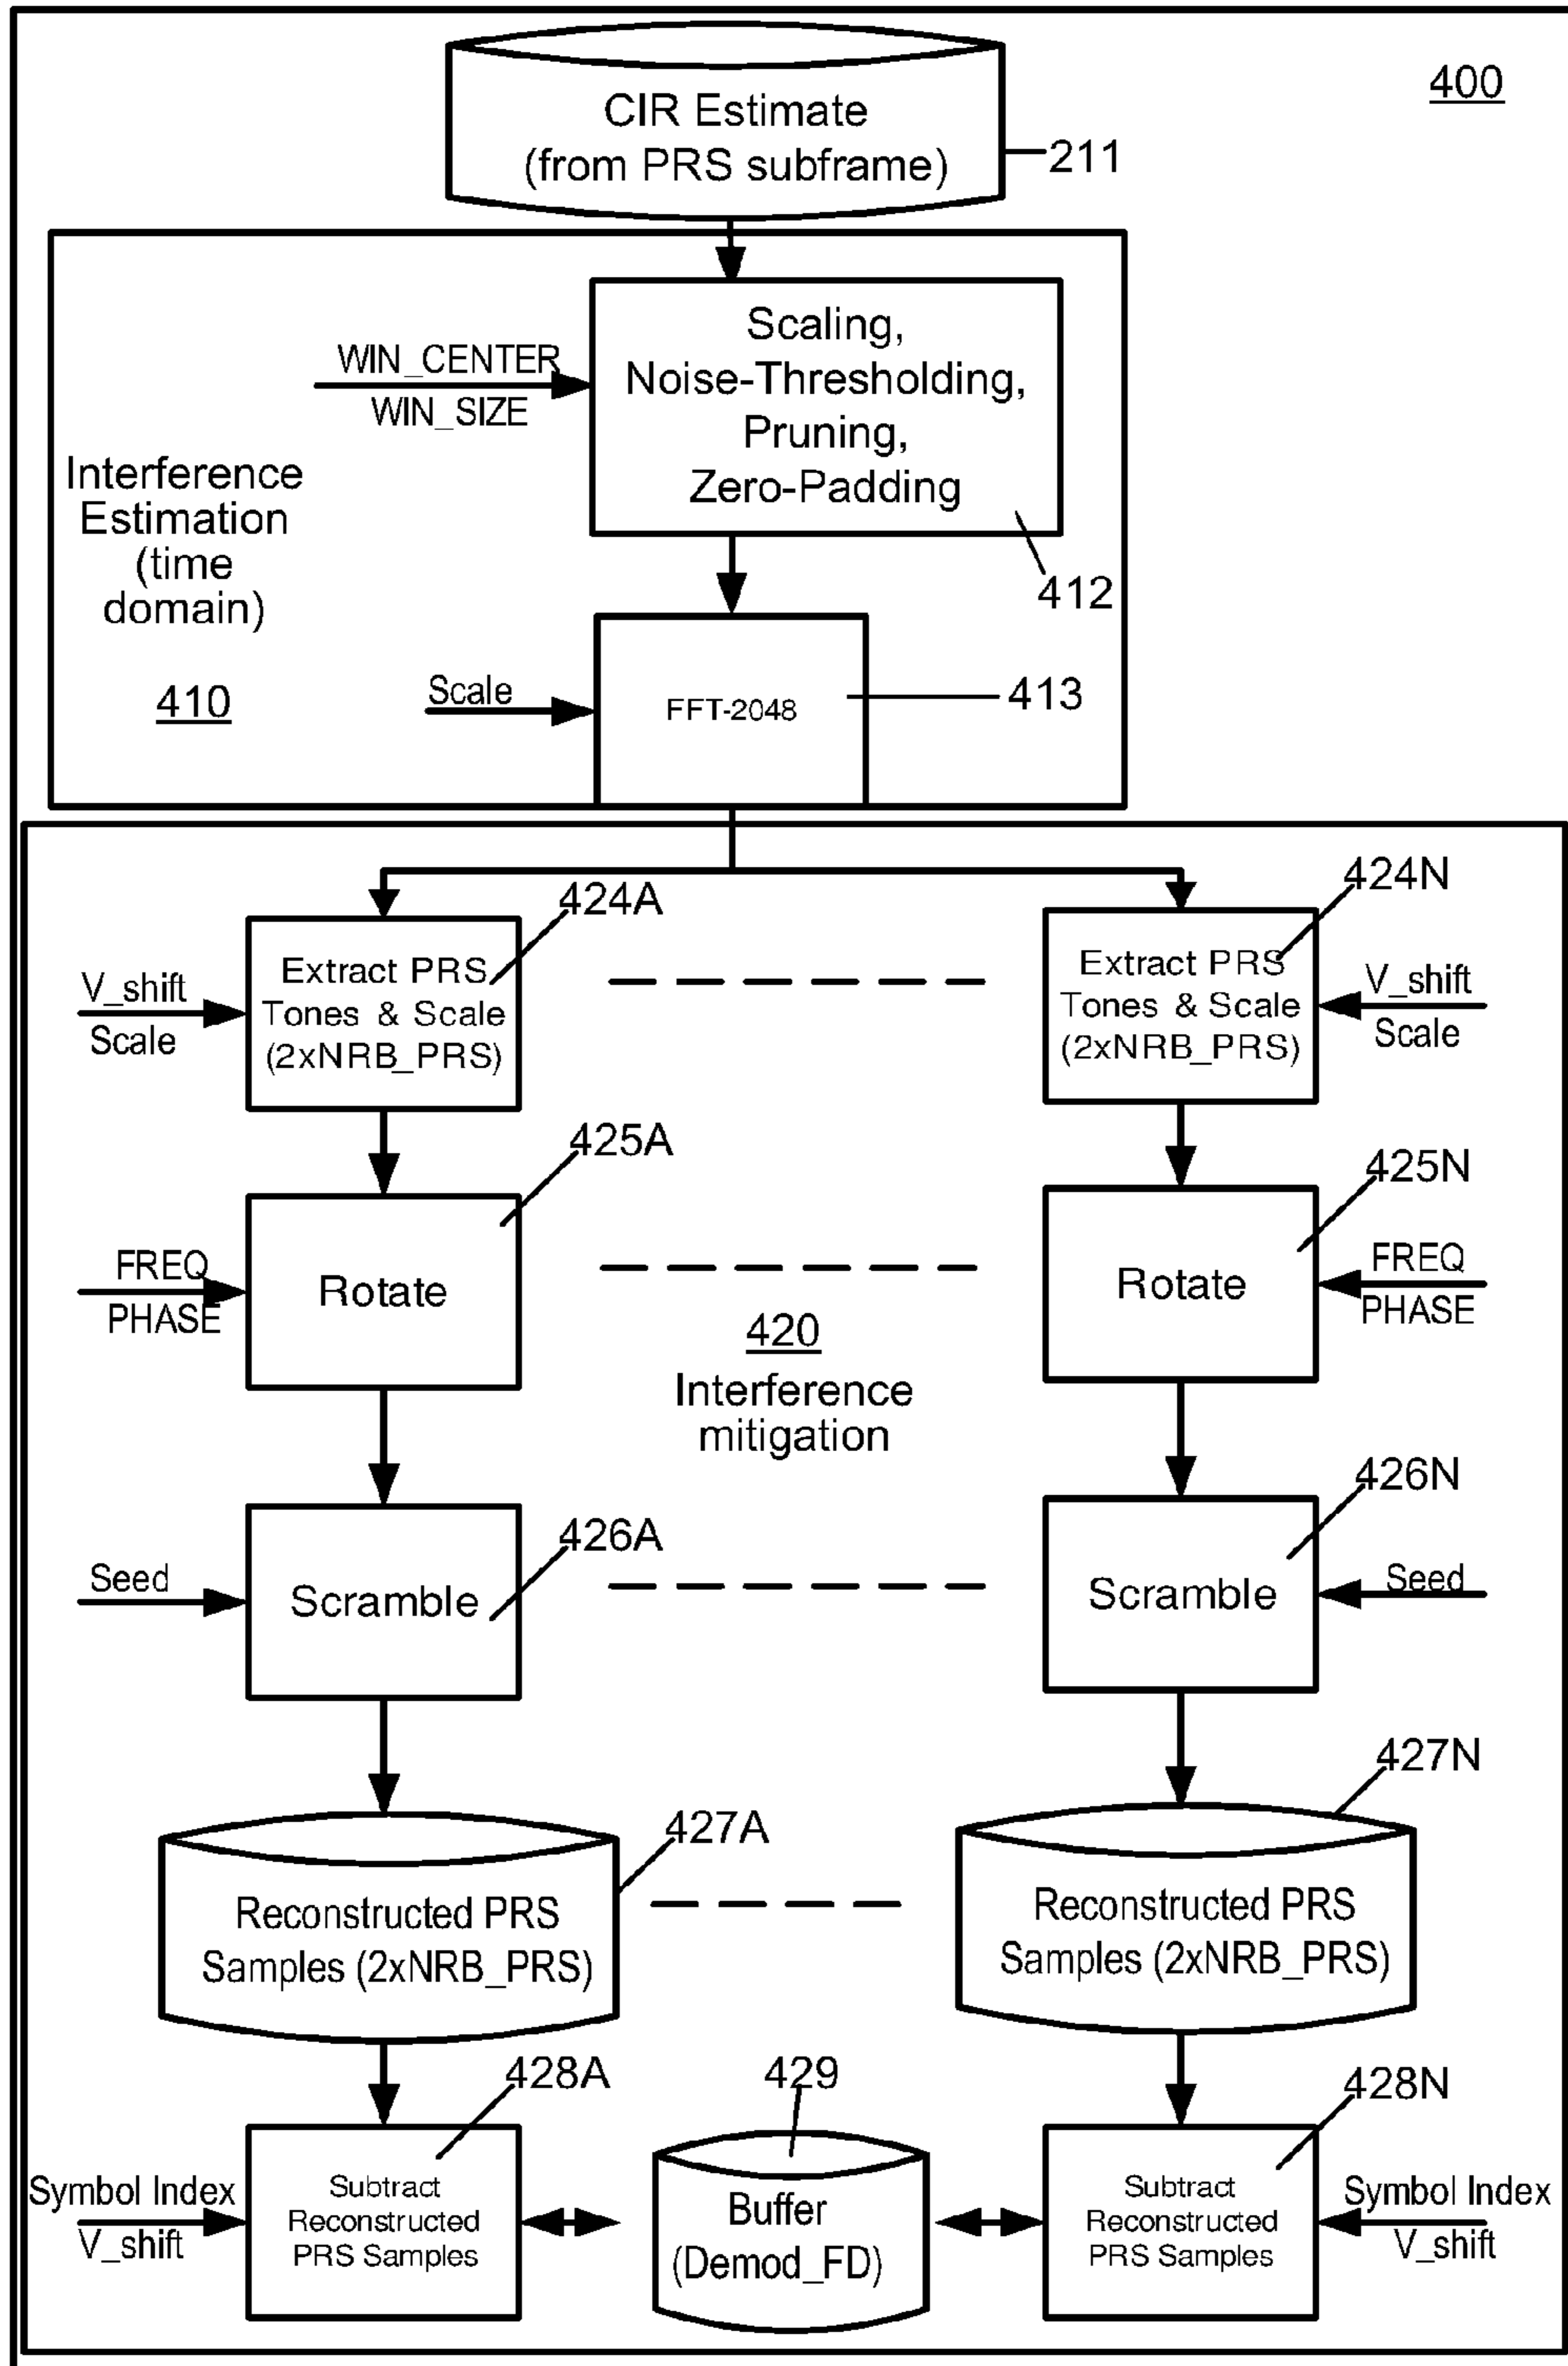 400
CIR Estimate
(from PRS subframe)
211
Scaling,
Noise-Thresholding,
Pruning,
Zero-Padding
WIN_CENTER
WIN_SIZE
Interference
Estimation
(time
domain)
412
410
Scale
FFT-2048
413
424A
424N
Extract PRS
Tones & Scale
(2xNRB_PRS)
V_shift
Scale
Extract PRS
Tones & Scale
(2xNRB_PRS)
V_shift
Scale
425A
425N
FREQ
PHASE
Rotate
Rotate
FREQ
PHASE
420
Interference
mitigation
426A
426N
Seed
Scramble
Scramble
Seed
427A
427N
Reconstructed PRS
Samples (2xNRB_PRS)
Reconstructed PRS
Samples (2xNRB_PRS)
428A
429
428N
Symbol Index
V_shift
Subtract
Reconstructed
PRS Samples
Buffer
(Demod_FD)
Subtract
Reconstructed
PRS Samples
Symbol Index
V_shift